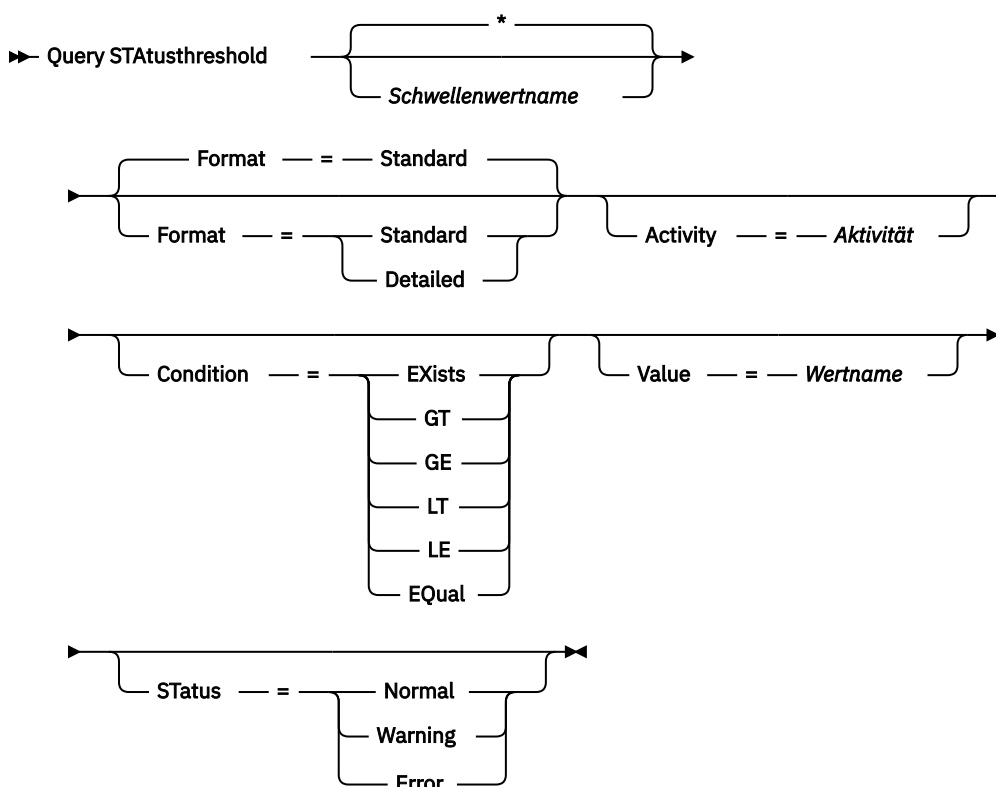 *
Query STAtusthreshold
Schwellenwertname
Format = Standard
Format = Standard
Detailed
Activity = Aktivität
Condition = EXists
GT
GE
LT
LE
EQual
Value = Wertname
STatus = Normal
Warning
Error